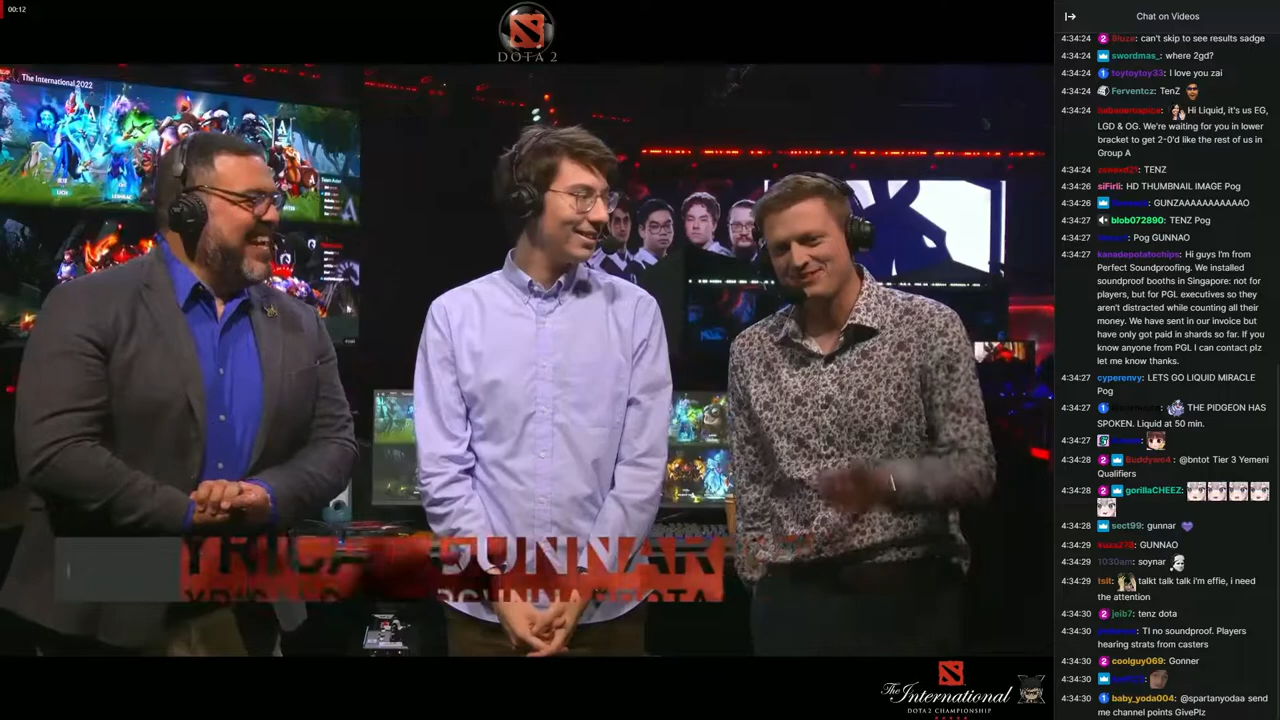 00:12
DOTA 2
The International 2022
GUNNAR
The International
DOTA 2 CHAMPIONSHIP
Chat on Videos
4:34:24 Bluze: can't skip to see results sadge
4:34:24 swordmas_: where 2gd?
4:34:24 toytoytoy33: I love you zai
4:34:24 Ferventcz: TenZ
4:34:24 Hi Liquid, it's us EG,
LGD & OG. We're waiting for you in lower
bracket to get 2-0'd like the rest of us in
Group A
4:34:24 TENZ
4:34:26 siFirli: HD THUMBNAIL IMAGE Pog
4:34:26 GUNZAAAAAAAAAAO
4:34:27 blob072890: TENZ Pog
4:34:27 Pog GUNNAO
4:34:27 kanadepotatochips: Hi guys I'm from
Perfect Soundproofing. We installed
soundproof booths in Singapore: not for
players, but for PGL executives so they
aren't distracted while counting all their
money. We have sent in our invoice but
have only got paid in shards so far. If you
know anyone from PGL I can contact plz
let me know thanks.
4:34:27 cyperenvy: LETS GO LIQUID MIRACLE
Pog
4:34:27 THE PIDGEON HAS
SPOKEN. Liquid at 50 min.
4:34:27
4:34:28 Buddywo4: @bntot Tier 3 Yemeni
Qualifiers
4:34:28 gorillaCHEEZ:
4:34:28 sect99: gunnar
4:34:29 GUNNAO
4:34:29 1030am: soynar
4:34:29 tslt: talkt talk talk i'm effie, i need
the attention
4:34:30 jeib7: tenz dota
4:34:30 TI no soundproof. Players
hearing strats from casters
4:34:30 coolguy069: Gonner
4:34:30
4:34:30 baby_yoda004: @spartanyodaa send
me channel points GivePlz